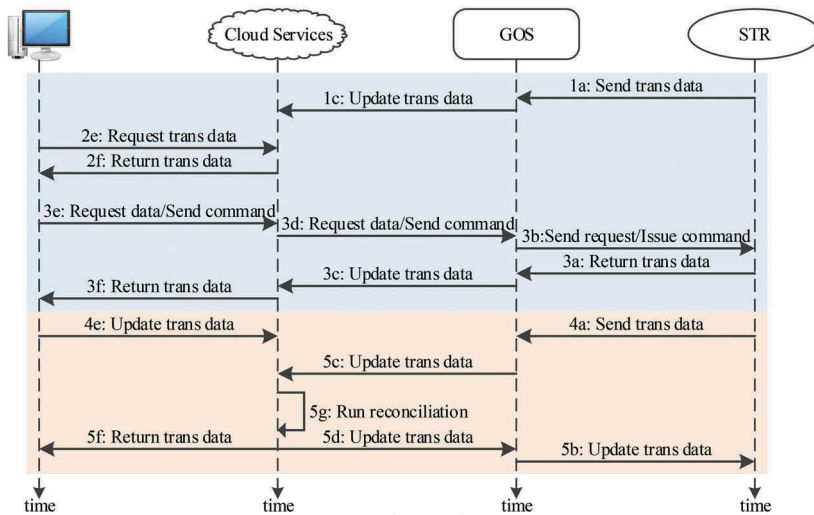 Cloud Services
GOS
STR
1a: Send trans data
1c: Update trans data
2e: Request trans data
2f: Return trans data
3e: Request data/Send command
3d: Request data/Send command
3b:Send request/Issue command
3a: Return trans data
3c: Update trans data
3f: Return trans data
4e: Update trans data
4a: Send trans data
5c: Update trans data
5g: Run reconciliation
5f: Return trans data
5d: Update trans data
5b: Update trans data
time
time
time
time